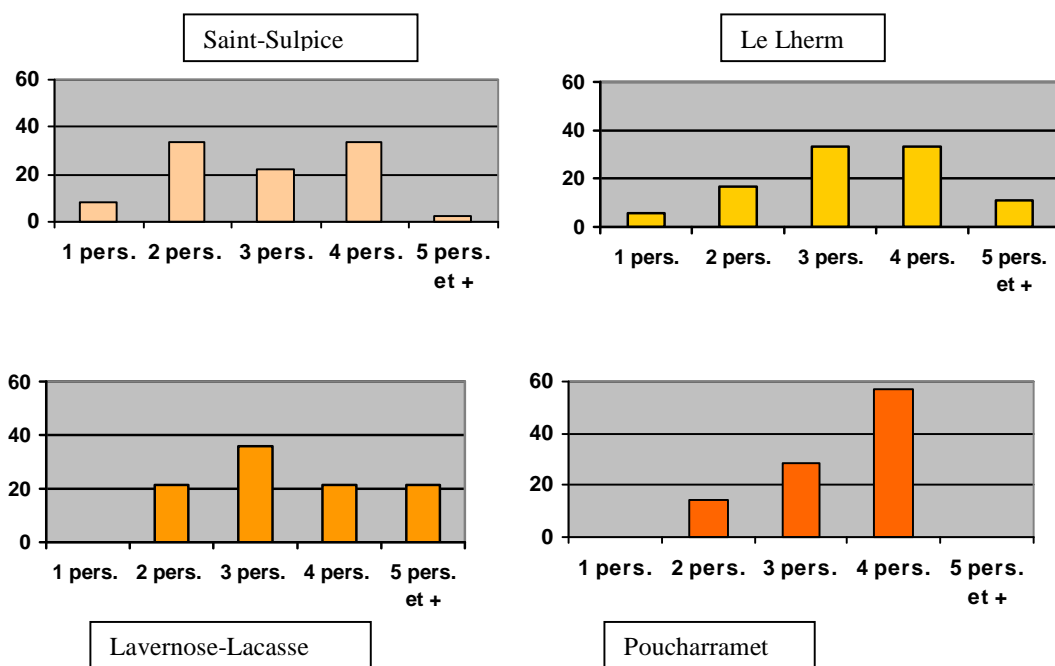 Saint-Sulpice
60
40
20
0
1 pers. 2 pers. 3 pers. 4 pers. 5 pers.
et +
Le Lherm
60
40
20
0
1 pers. 2 pers. 3 pers. 4 pers. 5 pers.
et +
60
40
20
0
1 pers. 2 pers. 3 pers. 4 pers. 5 pers.
et +
Lavernose-Lacasse
60
40
20
0
1 pers. 2 pers. 3 pers. 4 pers. 5 pers.
et +
Poucharramet